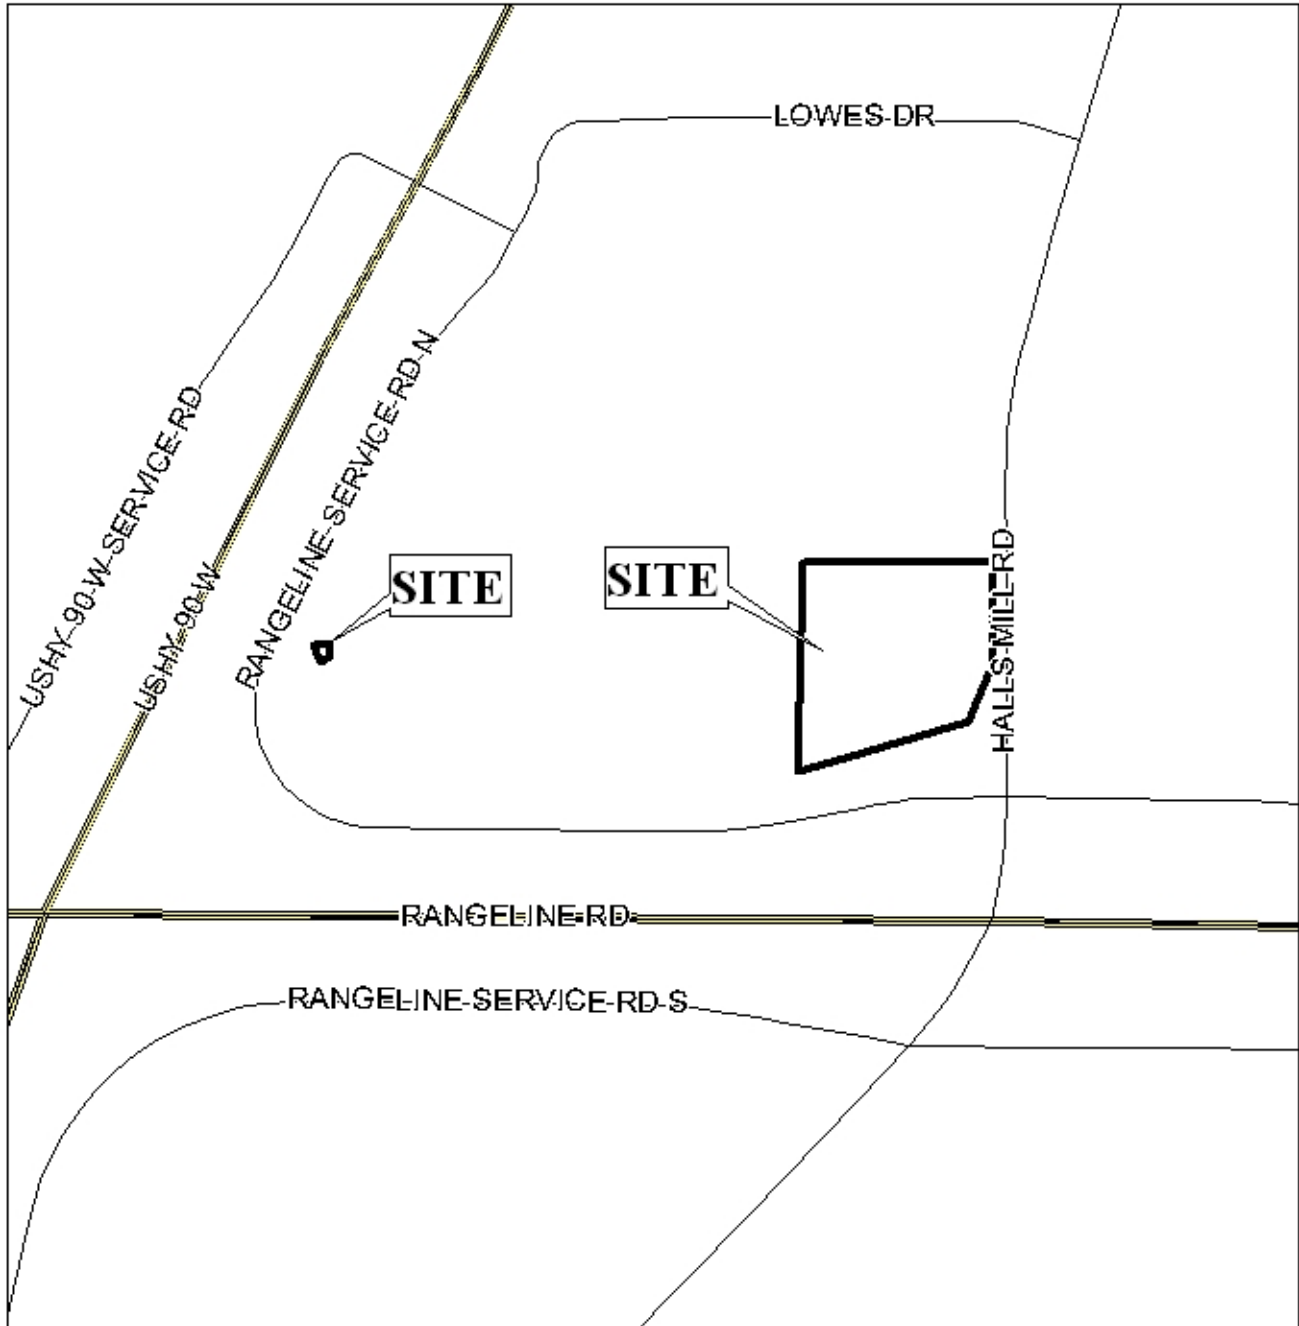 LOWES-DR
RANGELINE-SERVICE-RD-N
USHY-90-W-SERVICE-RD
USHY-90-W
SITE
SITE
HALLS-MILL-RD
RANGELINE-RD
RANGELINE-SERVICE-RD-S